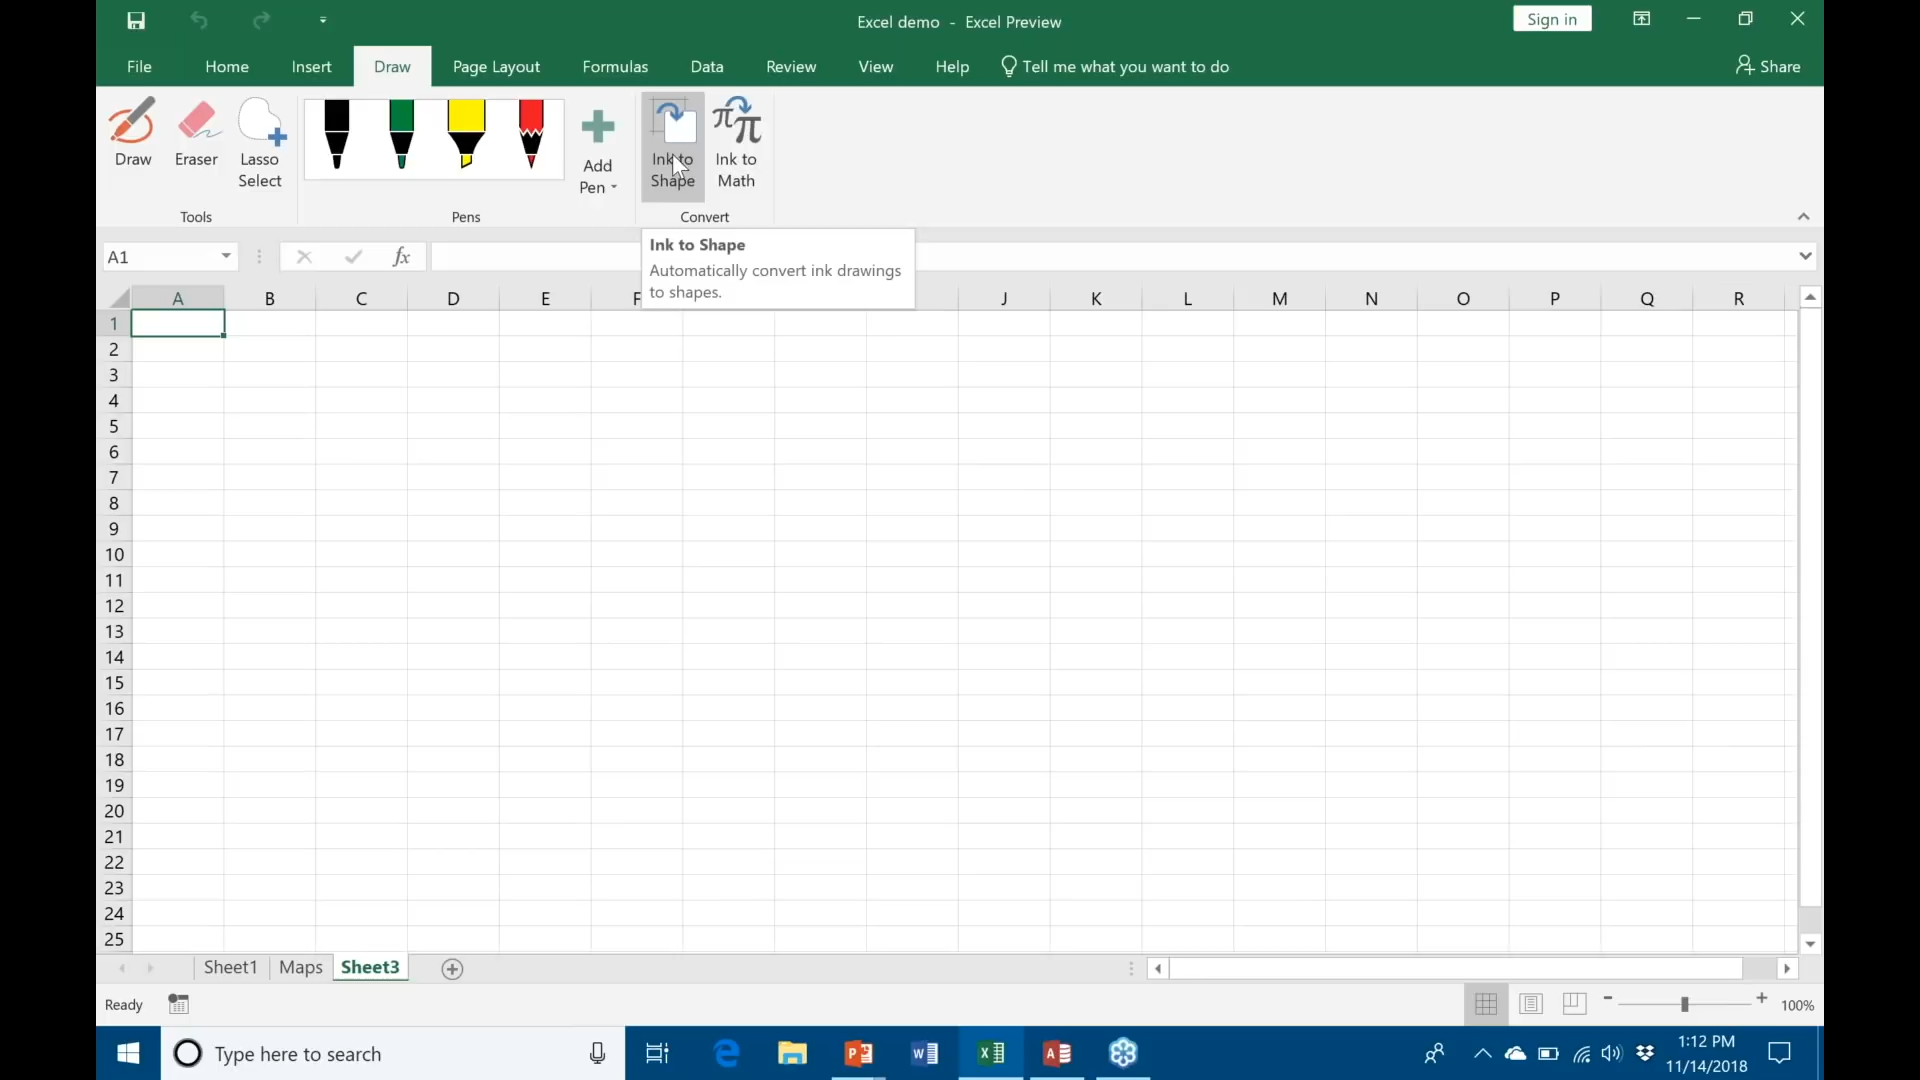 Excel demo - Excel Preview
Sign in
File Home Insert Draw Page Layout Formulas Data Review View Help Tell me what you want to do Share
Draw Eraser Lasso Select
Add Pen
Ink to Shape
Ink to Math
Tools Pens Convert
A1 fx
Ink to Shape
Automatically convert ink drawings
to shapes.
A B C D E F J K L M N O P Q R
1
2
3
4
5
6
7
8
9
10
11
12
13
14
15
16
17
18
19
20
21
22
23
24
25
Sheet1 Maps Sheet3
Ready 100%
Type here to search
1:12 PM
11/14/2018